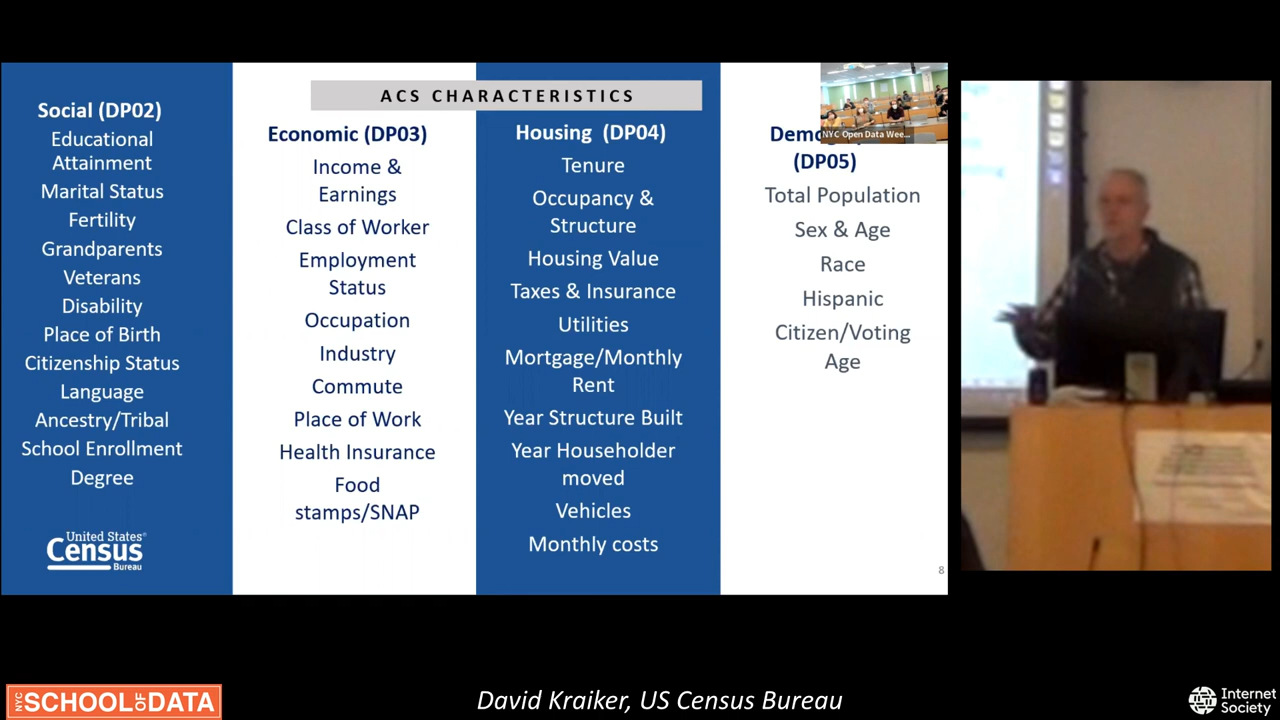 ACS CHARACTERISTICS
Social (DP02)
Educational
Attainment
Marital Status
Fertility
Grandparents
Veterans
Disability
Place of Birth
Citizenship Status
Language
Ancestry/Tribal
School Enrollment
Degree
United States®
Census
Bureau
Economic (DP03)
Income &
Earnings
Class of Worker
Employment
Status
Occupation
Industry
Commute
Place of Work
Health Insurance
Food
stamps/SNAP
Housing (DP04)
Tenure
Occupancy &
Structure
Housing Value
Taxes & Insurance
Utilities
Mortgage/Monthly
Rent
Year Structure Built
Year Householder
moved
Vehicles
Monthly costs
NYC Open Data Wee...
(DP05)
Total Population
Sex & Age
Race
Hispanic
Citizen/Voting
Age
8
NYC SCHOOL OF DATA
David Kraiker, US Census Bureau
Internet
Society